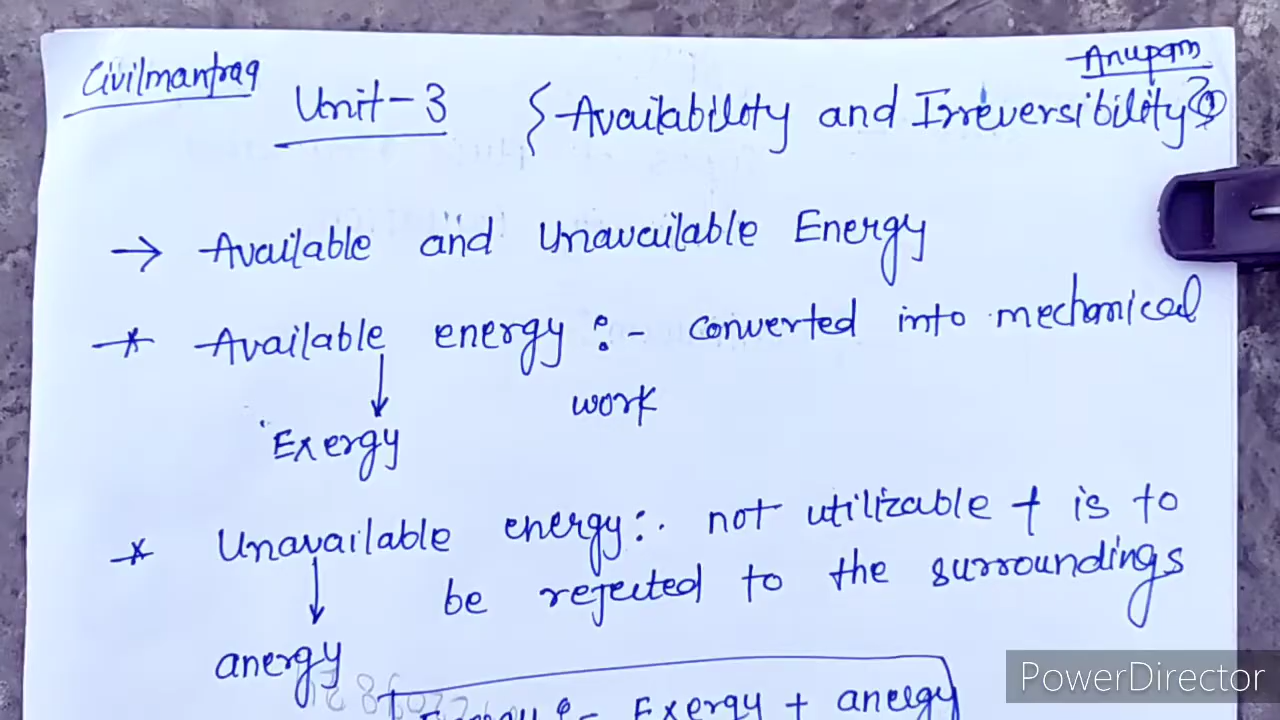 Civilmantra
Anupam
Unit-3 {Availability and Irreversibility}
→ Available and Unavailable Energy
* Available energy :- converted into mechanical
work
↓
Exergy
* Unavailable energy:. not utilizable + is to
be rejected to the surroundings
↓
anergy
Exergy + anergy
PowerDirector